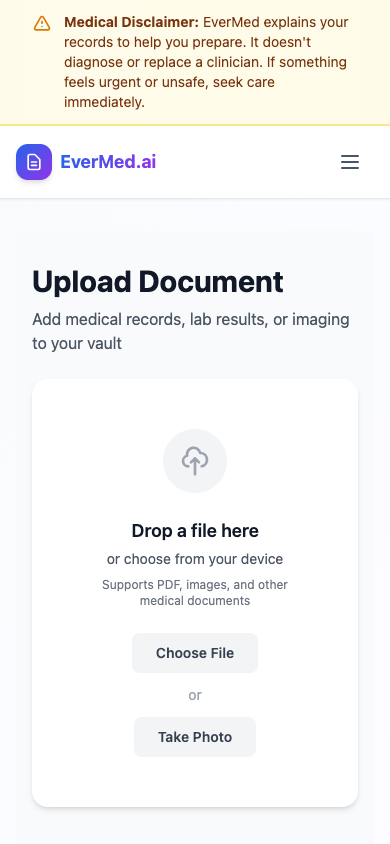 Medical Disclaimer: EverMed explains your
records to help you prepare. It doesn't
diagnose or replace a clinician. If something
feels urgent or unsafe, seek care
immediately.
EverMed.ai
Upload Document
Add medical records, lab results, or imaging
to your vault
Drop a file here
or choose from your device
Supports PDF, images, and other
medical documents
Choose File
or
Take Photo